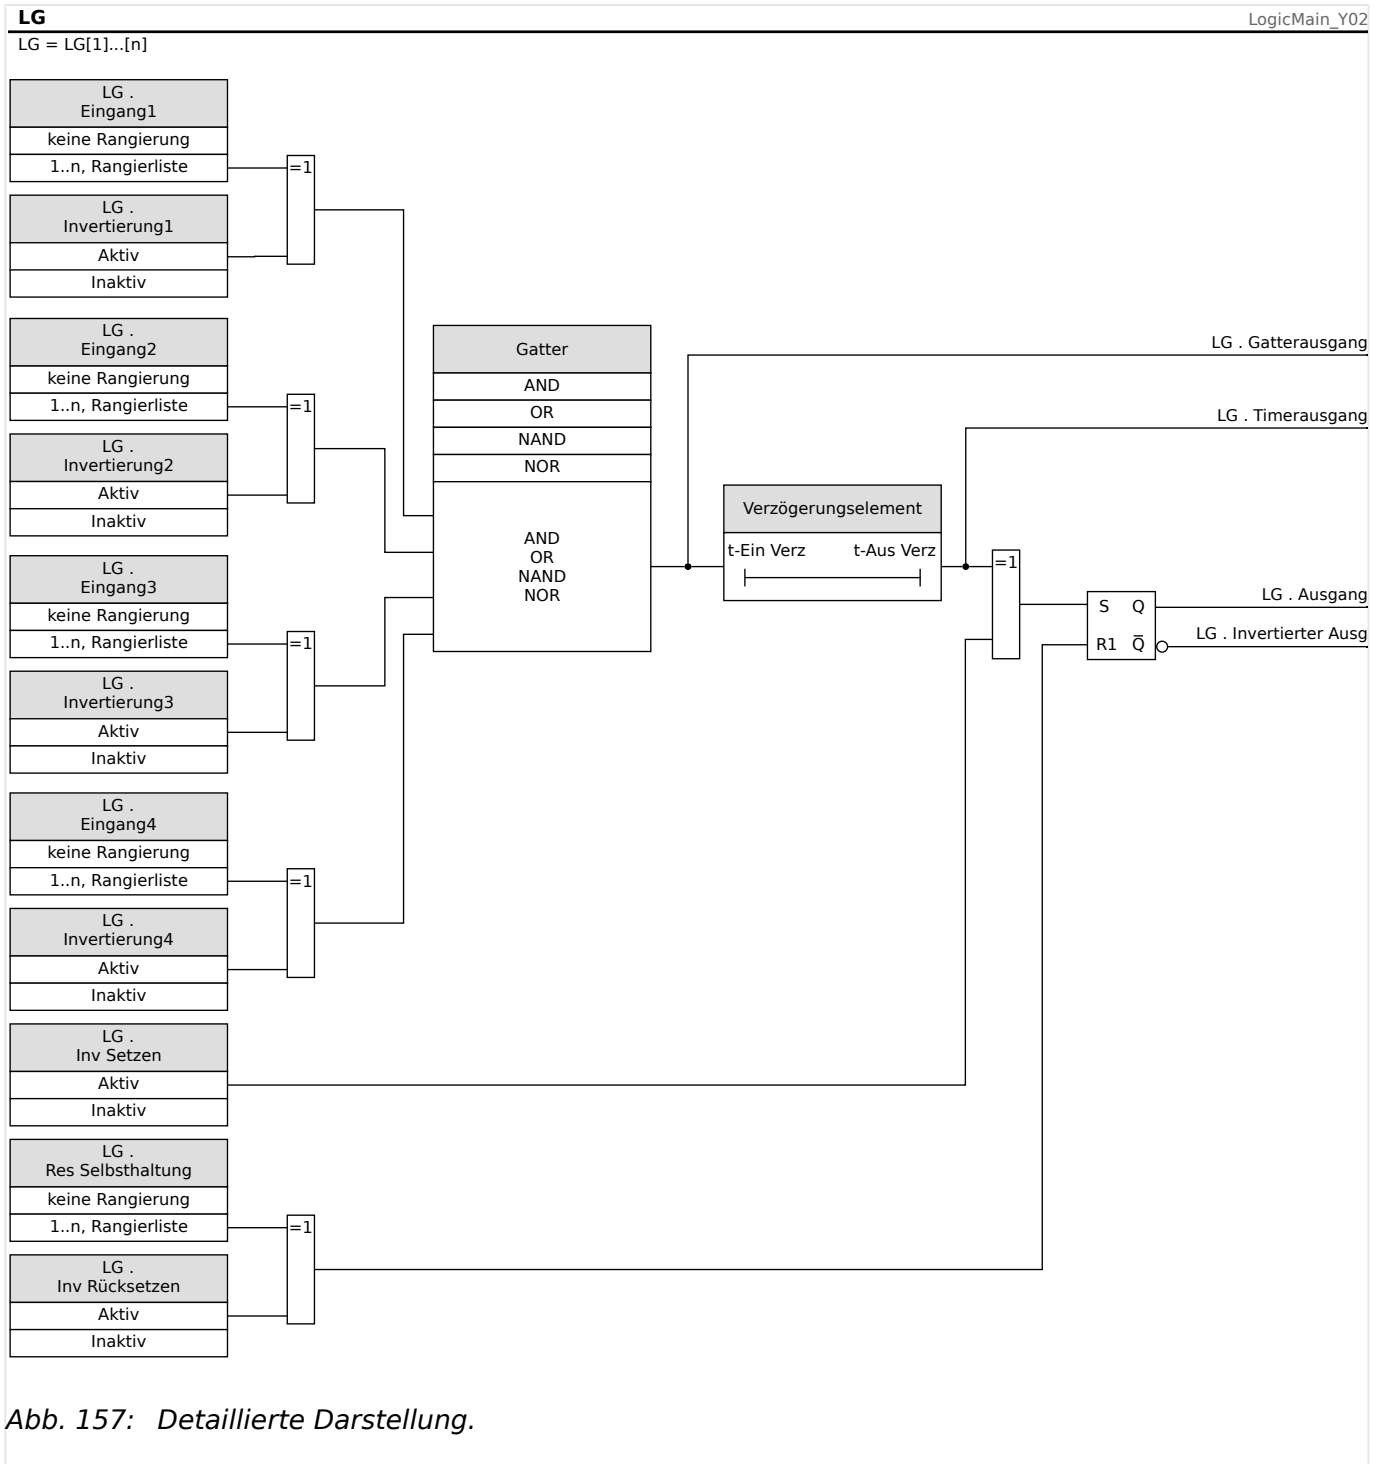 LG
LogicMain_Y02
LG = LG[1]...[n]
LG .
Eingang1
keine Rangierung
1..n, Rangierliste
=1
LG .
Invertierung1
Aktiv
Inaktiv
LG .
Eingang2
keine Rangierung
1..n, Rangierliste
=1
LG .
Invertierung2
Aktiv
Inaktiv
LG .
Eingang3
keine Rangierung
1..n, Rangierliste
=1
LG .
Invertierung3
Aktiv
Inaktiv
LG .
Eingang4
keine Rangierung
1..n, Rangierliste
=1
LG .
Invertierung4
Aktiv
Inaktiv
LG .
Inv Setzen
Aktiv
Inaktiv
LG .
Res Selbsthaltung
keine Rangierung
1..n, Rangierliste
=1
LG .
Inv Rücksetzen
Aktiv
Inaktiv
Gatter
AND
OR
NAND
NOR
AND
OR
NAND
NOR
Verzögerungselement
t-Ein Verz t-Aus Verz
=1
S Q
R1 Q̅
LG . Gatterausgang
LG . Timerausgang
LG . Ausgang
LG . Invertierter Ausg
Abb. 157: Detaillierte Darstellung.